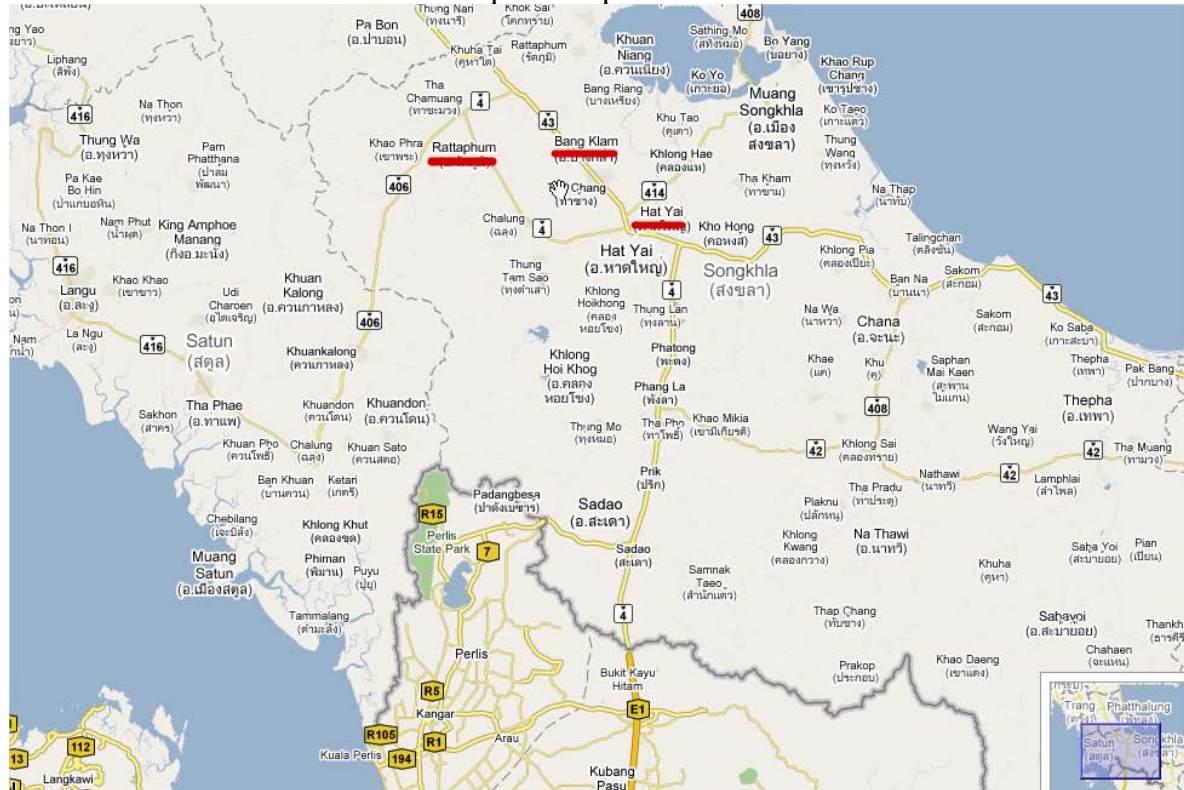 Thung Nari
(ทุ่งนารี)
Khok Sai
(โคกทราย)
408
Pa Bon
(อ.ป่าบอน)
Sathing Mo
(สทิงหม้อ)
Bo Yang
(บ่อยาง)
Liphang
(ลิพัง)
Khuha Tai
(คูหาใต้)
Rattaphum
(รัตภูมิ)
Khuan
Niang
(อ.ควนเนียง)
Khao Rup
Chang
(เขารูปช้าง)
Ko Yo
(เกาะยอ)
Tha
Chamuang
(ท่าชะมวง)
4
Bang Riang
(บางเหรียง)
Muang
Songkhla
(อ.เมือง
สงขลา)
Na Thon
(ทุ่งหว้า)
416
43
Ko Taeo
(เกาะแต้ว)
Thung Wa
(อ.ทุ่งหว้า)
Pam
Phatthana
(ปาล์ม
พัฒนา)
Khao Phra
(เขาพระ)
Rattaphum
Bang Klam
Khu Tao
(คูเต่า)
Khlong Hae
(คลองแห)
Thung
Wang
(ทุ่งหวัง)
Pa Kae
Bo Hin
(ปาแกบ่อหิน)
406
Chang
(ท่าช้าง)
414
Tha Kham
(ท่าข้าม)
Na Thap
(นาทับ)
Na Thon I
(นาทอน)
Nam Phut
(น้ำผุด)
King Amphoe
Manang
(กิ่งอ.มะนัง)
Chalung
(ฉลุง)
4
Hat Yai
Kho Hong
(คอหงส์)
43
Hat Yai
(อ.หาดใหญ่)
Songkhla
(สงขลา)
Khlong Pia
(คลองเปียะ)
Talingchan
(ตลิ่งชัน)
416
Langu
(อ.ละงู)
Khao Khao
(เขาขาว)
Udi
Charoen
(อุไดเจริญ)
Khuan
Kalong
(อ.ควนกาหลง)
Thung
Tam Sao
(ทุ่งตำเสา)
Khlong
Hoikhong
(คลอง
หอยโข่ง)
4
Thung Lan
(ทุ่งลาน)
Ban Na
(บ้านนา)
Sakom
(สะกอม)
43
La Ngu
(ละงู)
416
Satun
(สตูล)
406
Na Wa
(นาหว้า)
Chana
(อ.จะนะ)
Sakom
(สะกอม)
Ko Saba
(เกาะสะบ้า)
Khuankalong
(ควนกาหลง)
Khlong
Hoi Khog
(อ.คลอง
หอยโข่ง)
Phatong
(พะตง)
Khae
(แค)
Khu
(คู)
Saphan
Mai Kaen
(สะพาน
ไม้แก่น)
Thepha
(เทพา)
Pak Bang
(ปากบาง)
Phang La
(พังลา)
Sakhon
(สาคร)
Tha Phae
(อ.ท่าแพ)
Khuandon
(ควนโดน)
Khuandon
(อ.ควนโดน)
Thung Mo
(ทุ่งหมอ)
Tha Pho
(ท่าโพธิ์)
Khao Mikia
(เขามีเกียรติ)
408
Thepha
(อ.เทพา)
Khuan Pho
(ควนโพธิ์)
Chalung
(ฉลุง)
Khuan Sato
(ควนสตอ)
42
Khlong Sai
(คลองทราย)
Wang Yai
(วังใหญ่)
42
Tha Muang
(ท่าม่วง)
Ban Khuan
(บ้านควน)
Ketari
(เกตรี)
Prik
(ปริก)
Nathawi
(นาทวี)
42
Lamphlai
(ลำไพล)
R15
Padangbesa
(ปาดังเบซาร์)
Sadao
(อ.สะเดา)
Tha Pradu
(ท่าประดู่)
Plaknu
(ปลักหนู)
Chebilang
(เจ๊ะบิลัง)
Khlong Khut
(คลองขุด)
Perlis
State Park
7
Sadao
(สะเดา)
Khlong
Kwang
(คลองกวาง)
Na Thawi
(อ.นาทวี)
Saba Yoi
(สะบ้าย้อย)
Pian
(เปียน)
Muang
Satun
(อ.เมืองสตูล)
Phiman
(พิมาน)
Puyu
(ปูยู)
Samnak
Taeo
(สำนักแต้ว)
Khuha
(คูหา)
Tammalang
(ตำมะลัง)
4
Thap Chang
(ทับช้าง)
Sabayoi
(อ.สะบ้าย้อย)
Perlis
Prakop
(ประกอบ)
Khao Daeng
(เขาแดง)
Chahaen
(จะแหน)
Bukit Kayu
Hitam
R5
Kangar
E1
R105
R1
Arau
Kuala Perlis
194
112
13
Langkawi
Kubang
Pasu
Trang
(ตรัง)
Phatthalung
(พัทลุง)
Satun
(สตูล)
Songkhla